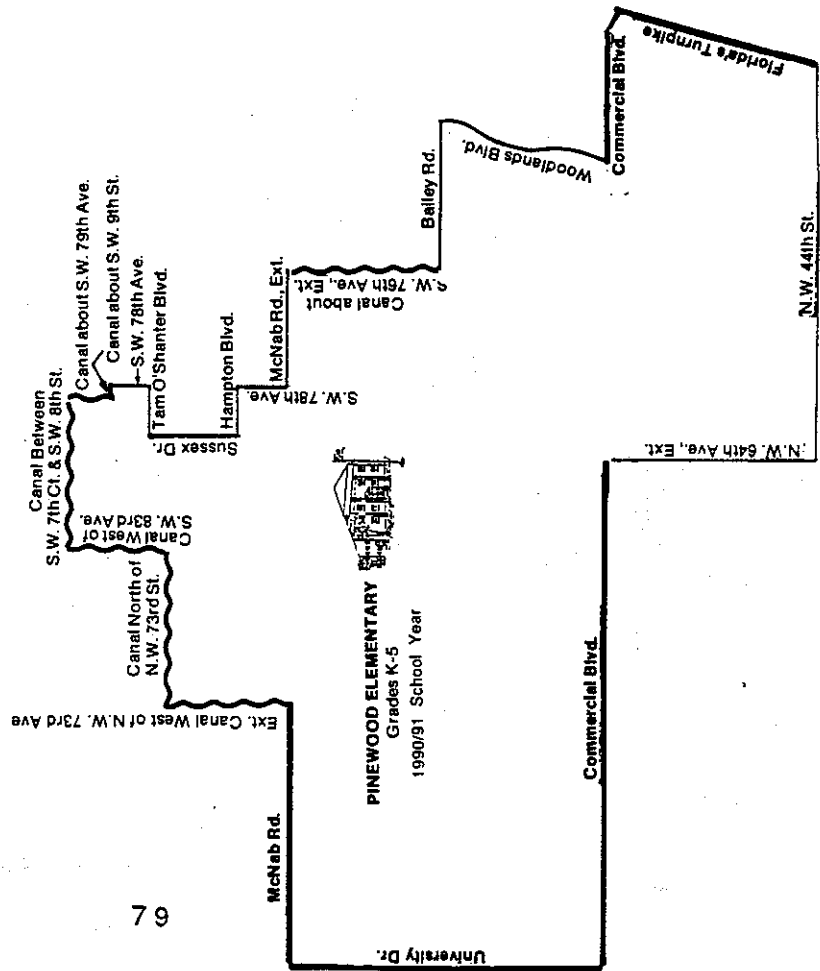 Canal Between
S.W. 7th Ct. & S.W. 8th St.
Canal about S.W. 79th Ave.
Canal about S.W. 9th St.
S.W. 78th Ave.
Tam O'Shanter Blvd.
Sussex Dr.
Hampton Blvd.
S.W. 78th Ave.
McNab Rd., Ext.
Canal about
S.W. 76th Ave., Ext.
Bailey Rd.
Woodlands Blvd.
Commercial Blvd.
Florida's Turnpike
N.W. 44th St.
N.W. 64th Ave., Ext.
Commercial Blvd.
University Dr.
McNab Rd.
Ext. Canal West of N.W. 73rd Ave
Canal North of
N.W. 73rd St.
Canal West of
S.W. 83rd Ave.
PINEWOOD ELEMENTARY
Grades K-5
1990/91 School Year
79